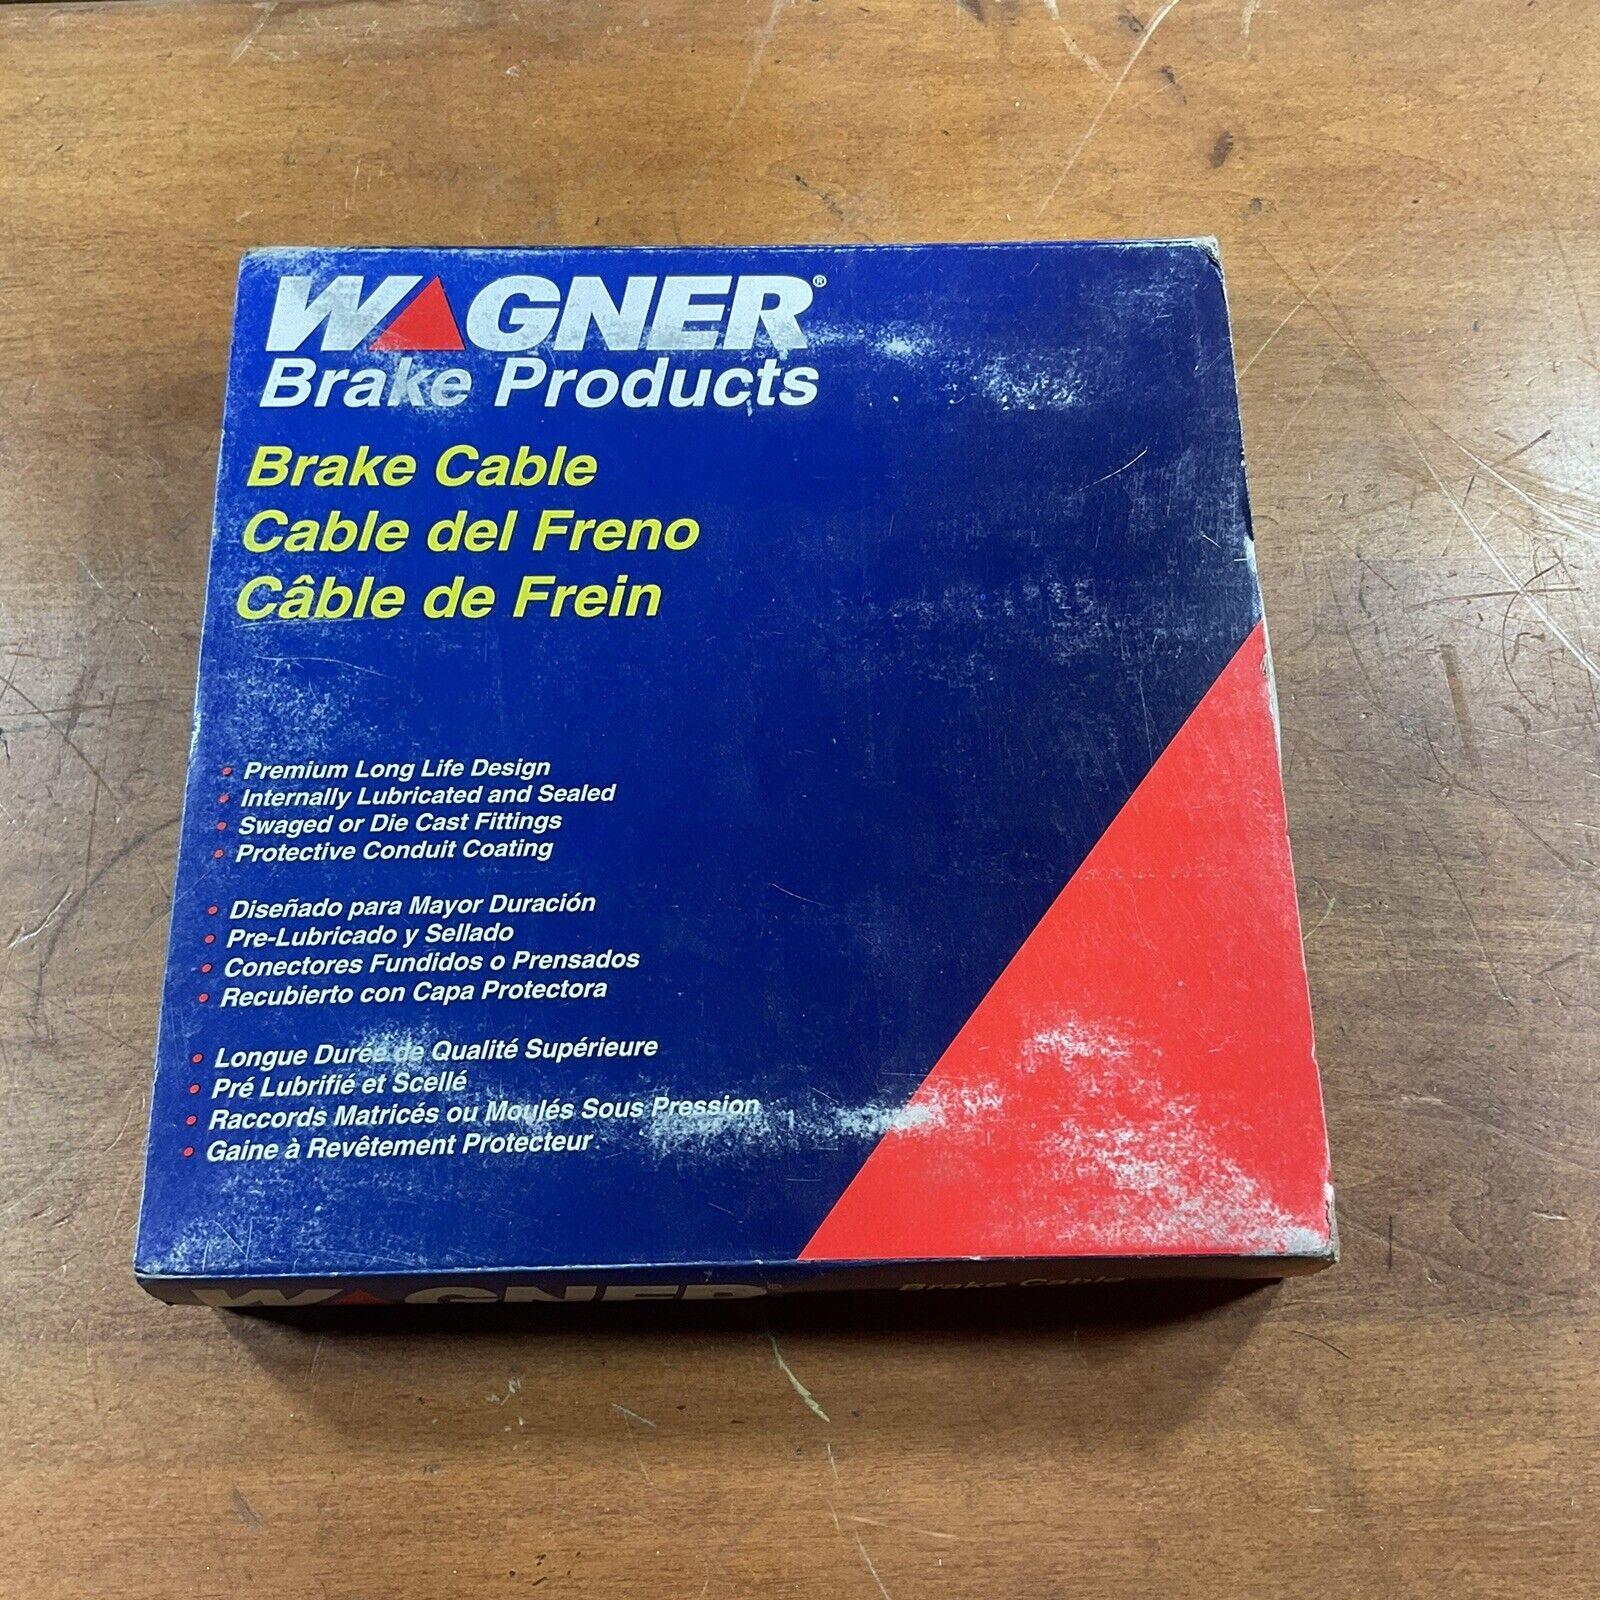 WAGNER®
Brake Products
Brake Cable
Cable del Freno
Câble de Frein
• Premium Long Life Design
• Internally Lubricated and Sealed
• Swaged or Die Cast Fittings
• Protective Conduit Coating
• Diseñado para Mayor Duración
• Pre-Lubricado y Sellado
• Conectores Fundidos o Prensados
• Recubierto con Capa Protectora
• Longue Durée de Qualité Supérieure
• Pré Lubrifié et Scellé
• Raccords Matricés ou Moulés Sous Pression
• Gaine à Revêtement Protecteur
WAGNER® Brake Cable